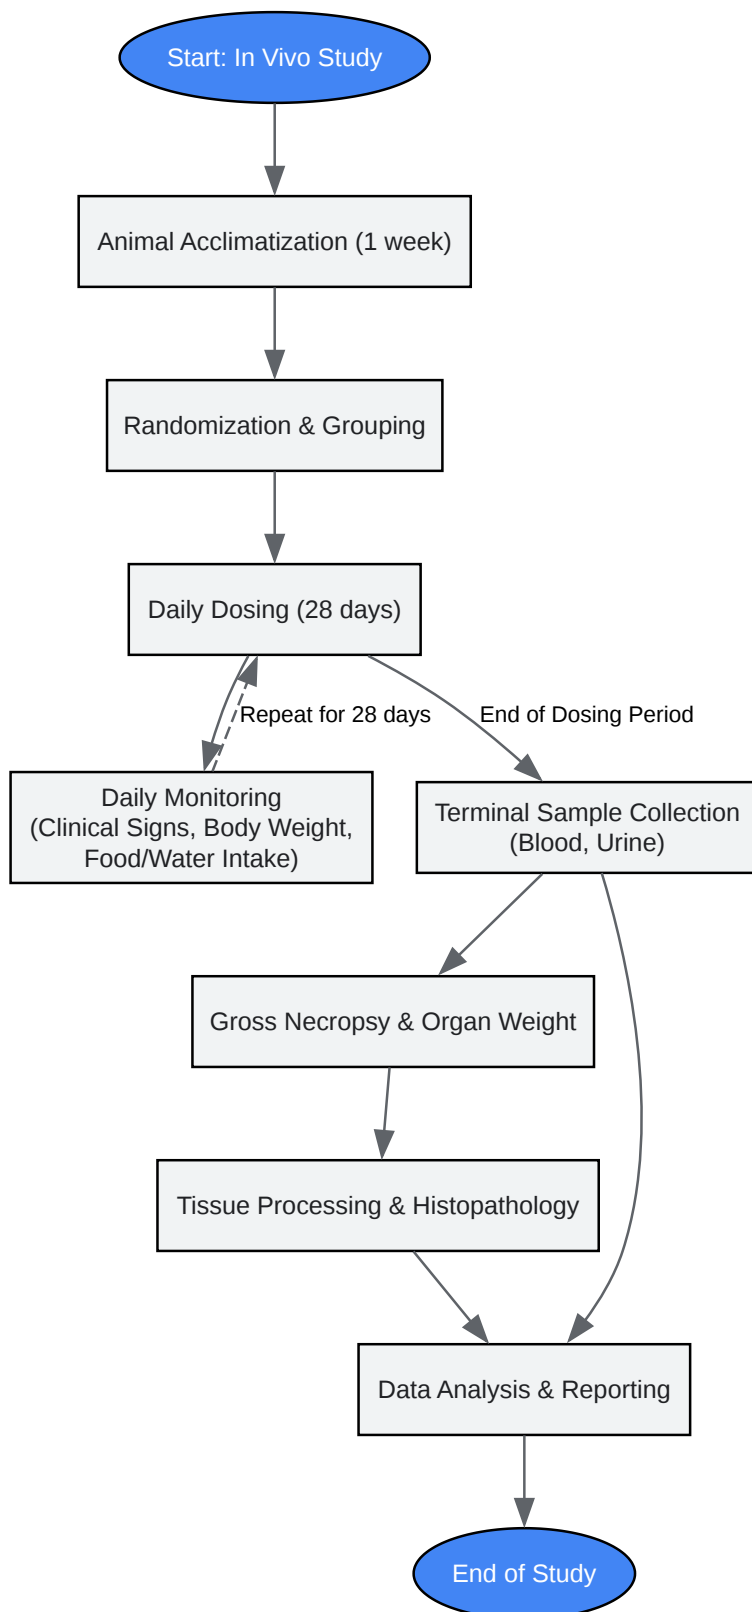 Start: In Vivo Study
Animal Acclimatization (1 week)
Randomization & Grouping
Daily Dosing (28 days)
Repeat for 28 days
End of Dosing Period
Daily Monitoring
(Clinical Signs, Body Weight,
Food/Water Intake)
Terminal Sample Collection
(Blood, Urine)
Gross Necropsy & Organ Weight
Tissue Processing & Histopathology
Data Analysis & Reporting
End of Study